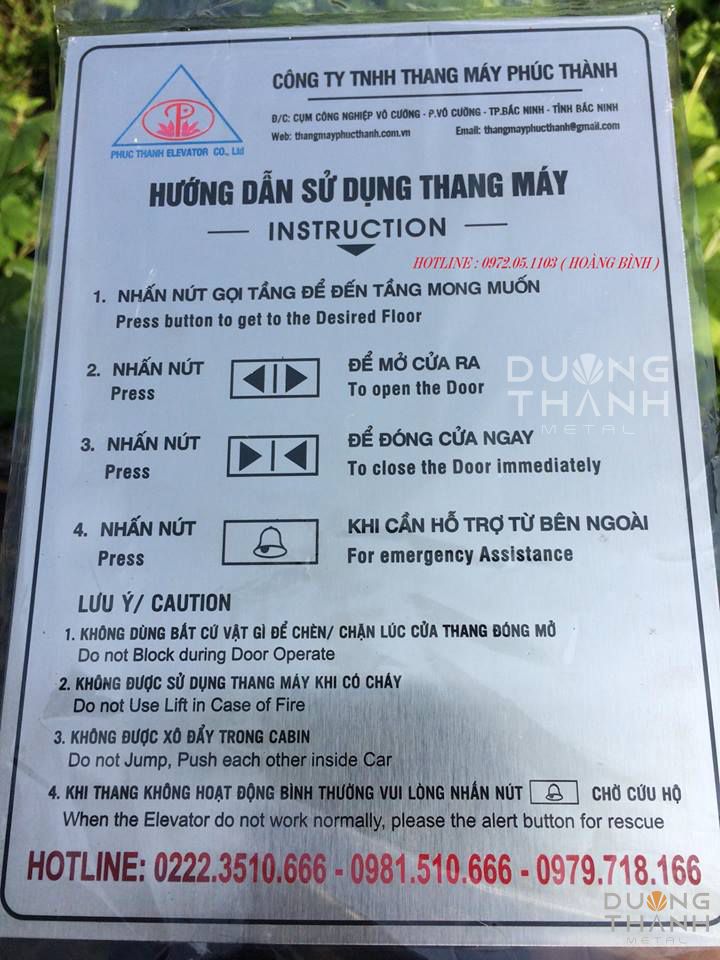 CÔNG TY TNHH THANG MÁY PHÚC THÀNH
Đ/C: CỤM CÔNG NGHIỆP VÕ CƯỜNG - P.VÕ CƯỜNG - TP.BẮC NINH - TỈNH BẮC NINH
Web: thangmayphucthanh.com.vn Email: thangmayphucthanh@gmail.com
PHUC THANH ELEVATOR CO., Ltd
HƯỚNG DẪN SỬ DỤNG THANG MÁY
INSTRUCTION
HOTLINE : 0972.05.1103 ( HOÀNG BÌNH )
1. NHẤN NÚT GỌI TẦNG ĐỂ ĐẾN TẦNG MONG MUỐN
Press button to get to the Desired Floor
2. NHẤN NÚT ĐỂ MỞ CỬA RA
Press To open the Door
DƯƠNG
THÀNH
METAL
3. NHẤN NÚT ĐỂ ĐÓNG CỬA NGAY
Press To close the Door immediately
4. NHẤN NÚT KHI CẦN HỖ TRỢ TỪ BÊN NGOÀI
Press For emergency Assistance
LƯU Ý/ CAUTION
1. KHÔNG DÙNG BẤT CỨ VẬT GÌ ĐỂ CHÈN/ CHẶN LÚC CỬA THANG ĐÓNG MỞ
Do not Block during Door Operate
2. KHÔNG ĐƯỢC SỬ DỤNG THANG MÁY KHI CÓ CHÁY
Do not Use Lift in Case of Fire
3. KHÔNG ĐƯỢC XÔ ĐẨY TRONG CABIN
Do not Jump, Push each other inside Car
4. KHI THANG KHÔNG HOẠT ĐỘNG BÌNH THƯỜNG VUI LÒNG NHẤN NÚT CHỜ CỨU HỘ
When the Elevator do not work normally, please the alert button for rescue
HOTLINE: 0222.3510.666 - 0981.510.666 - 0979.718.166
DƯƠNG
THÀNH
METAL